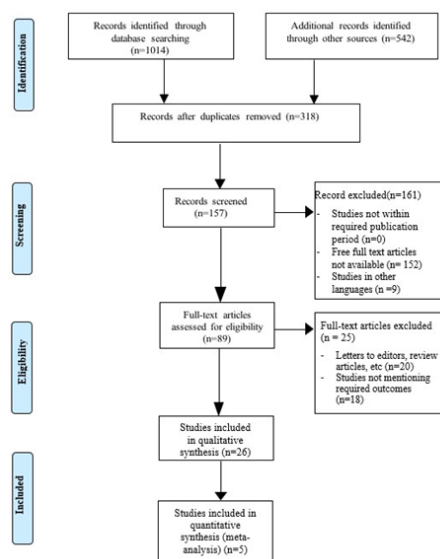 Identification
Records identified through
database searching
(n=1014)
Additional records identified
through other sources (n=542)
Records after duplicates removed (n=318)
Screening
Records screened
(n=157)
Record excluded(n=161)
- Studies not within
required publication
period (n=0)
- Free full text articles
not available (n= 152)
- Studies in other
languages (n =9)
Eligibility
Full-text articles
assessed for eligibility
(n=89)
Full-text articles excluded
(n = 25)
- Letters to editors, review
articles, etc (n=20)
- Studies not mentioning
required outcomes
(n=18)
Included
Studies included
in qualitative
synthesis (n=26)
Studies included in
quantitative
synthesis (meta-
analysis) (n=5)